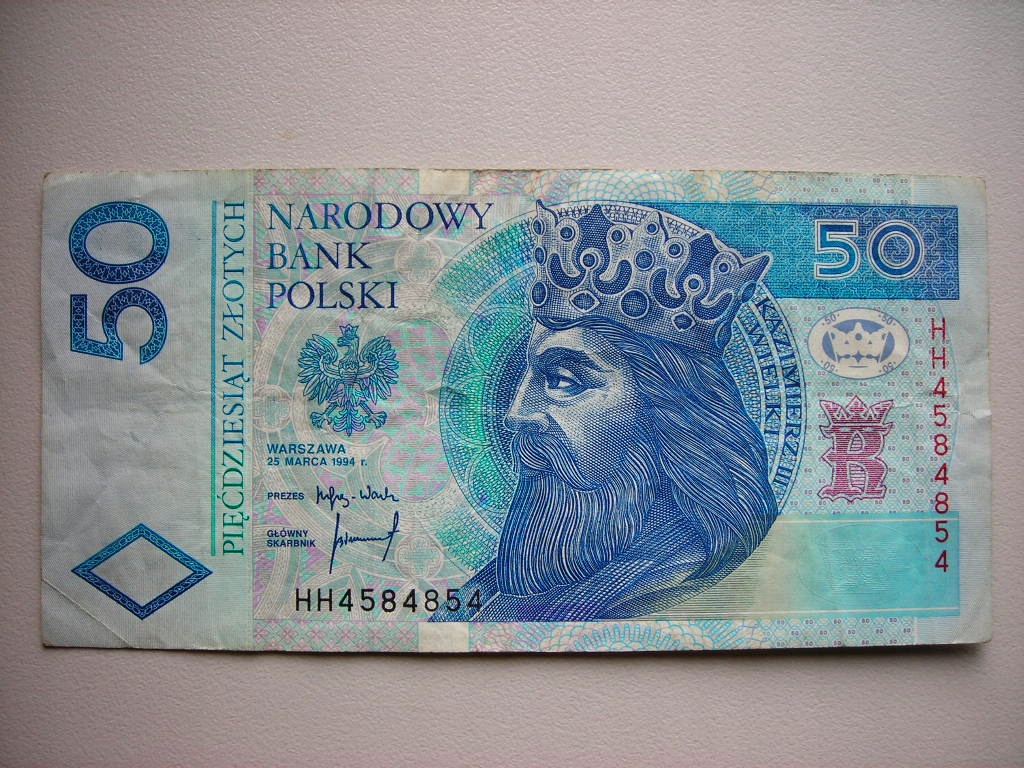 50
PIĘĆDZIESIĄT ZŁOTYCH
NARODOWY
BANK
POLSKI
WARSZAWA
25 MARCA 1994 r.
PREZES
GŁÓWNY
SKARBNIK
HH4584854
KAZIMIERZ III
WIELKI
50
HH4584854